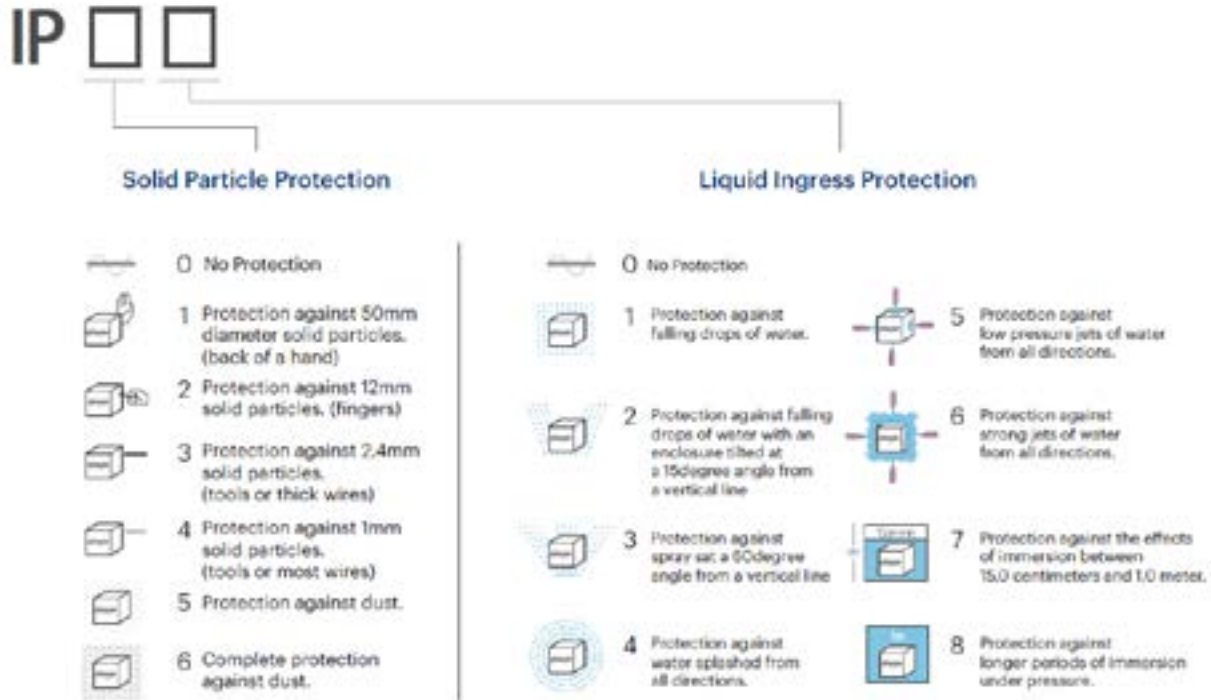 IP
Solid Particle Protection
Liquid Ingress Protection
0 No Protection
1 Protection against 50mm
diameter solid particles.
(back of a hand)
2 Protection against 12mm
solid particles. (fingers)
3 Protection against 2.4mm
solid particles.
(tools or thick wires)
4 Protection against 1mm
solid particles.
(tools or most wires)
5 Protection against dust.
6 Complete protection
against dust.
0 No Protection
1 Protection against
falling drops of water.
2 Protection against falling
drops of water with an
enclosure tilted at
a 15degree angle from
a vertical line
3 Protection against
spray sat a 60degree
angle from a vertical line
4 Protection against
water splashed from
all directions.
5 Protection against
low pressure jets of water
from all directions.
6 Protection against
strong jets of water
from all directions.
7 Protection against the effects
of immersion between
15.0 centimeters and 1.0 meter.
8 Protection against
longer periods of immersion
under pressure.